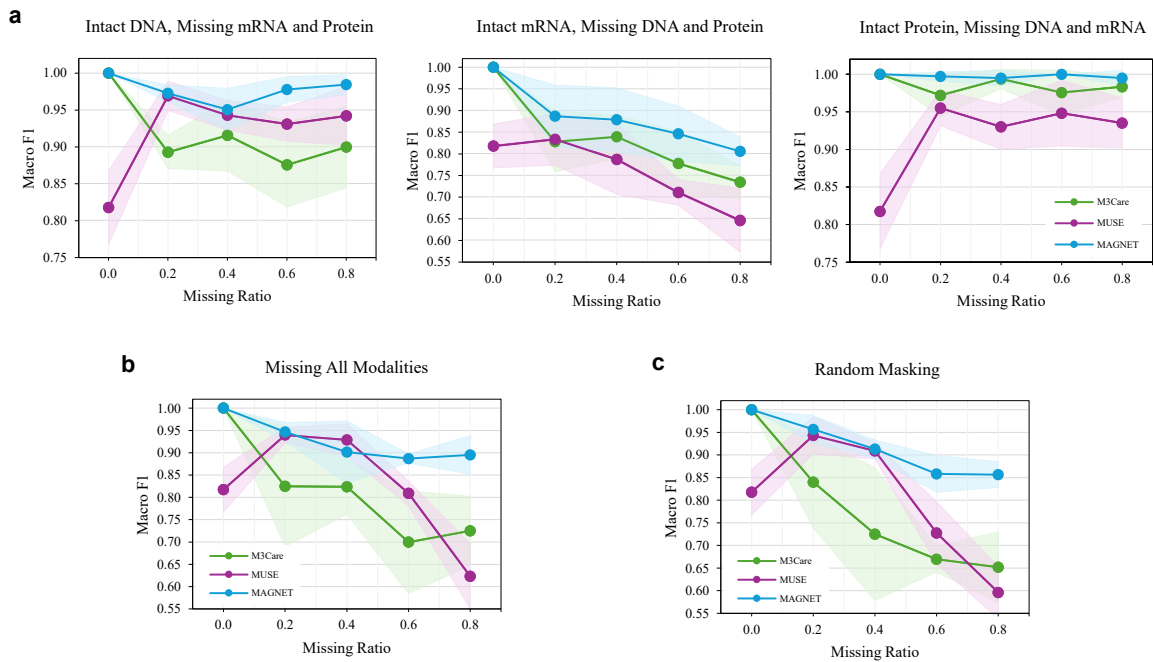 a
Intact DNA, Missing mRNA and Protein
1.00
0.95
0.90
0.85
0.80
0.75
Macro F1
0.0 0.2 0.4 0.6 0.8
Missing Ratio
Intact mRNA, Missing DNA and Protein
1.00
0.95
0.90
0.85
0.80
0.75
0.70
0.65
0.60
0.55
Macro F1
0.0 0.2 0.4 0.6 0.8
Missing Ratio
Intact Protein, Missing DNA and mRNA
1.00
0.95
0.90
0.85
0.80
0.75
Macro F1
M3Care
MUSE
MAGNET
0.0 0.2 0.4 0.6 0.8
Missing Ratio
b
Missing All Modalities
1.00
0.95
0.90
0.85
0.80
0.75
0.70
0.65
0.60
0.55
Macro F1
M3Care
MUSE
MAGNET
0.0 0.2 0.4 0.6 0.8
Missing Ratio
c
Random Masking
1.00
0.95
0.90
0.85
0.80
0.75
0.70
0.65
0.60
0.55
Macro F1
M3Care
MUSE
MAGNET
0.0 0.2 0.4 0.6 0.8
Missing Ratio